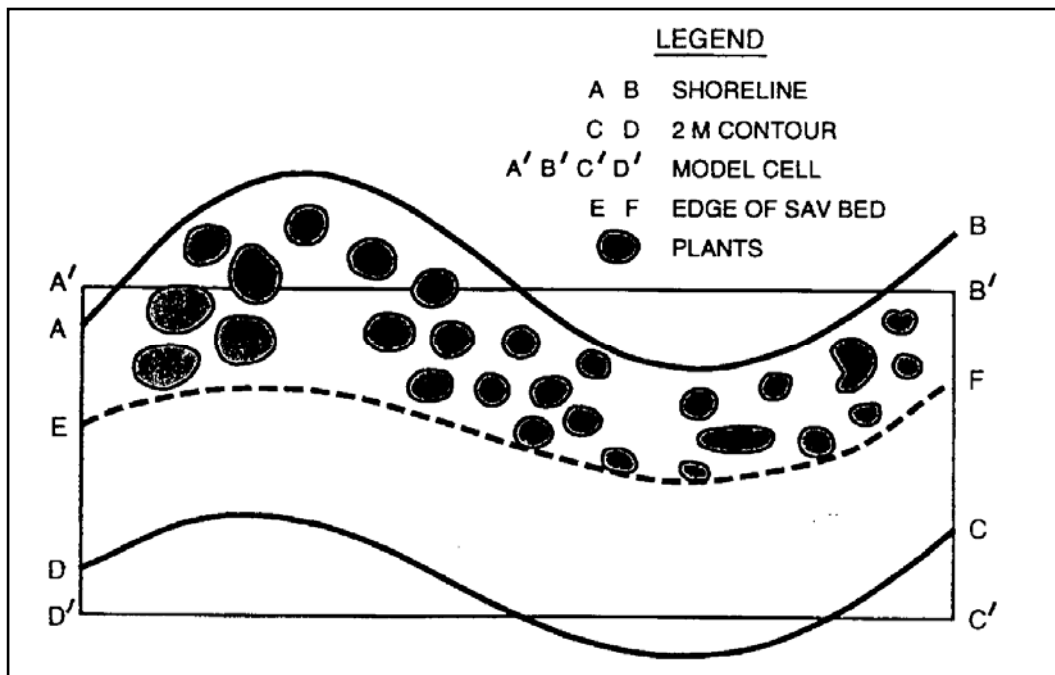 LEGEND
A B SHORELINE
C D 2 M CONTOUR
A′ B′ C′ D′ MODEL CELL
E F EDGE OF SAV BED
PLANTS
B
A′
B′
A
F
E
C
D
D′
C′